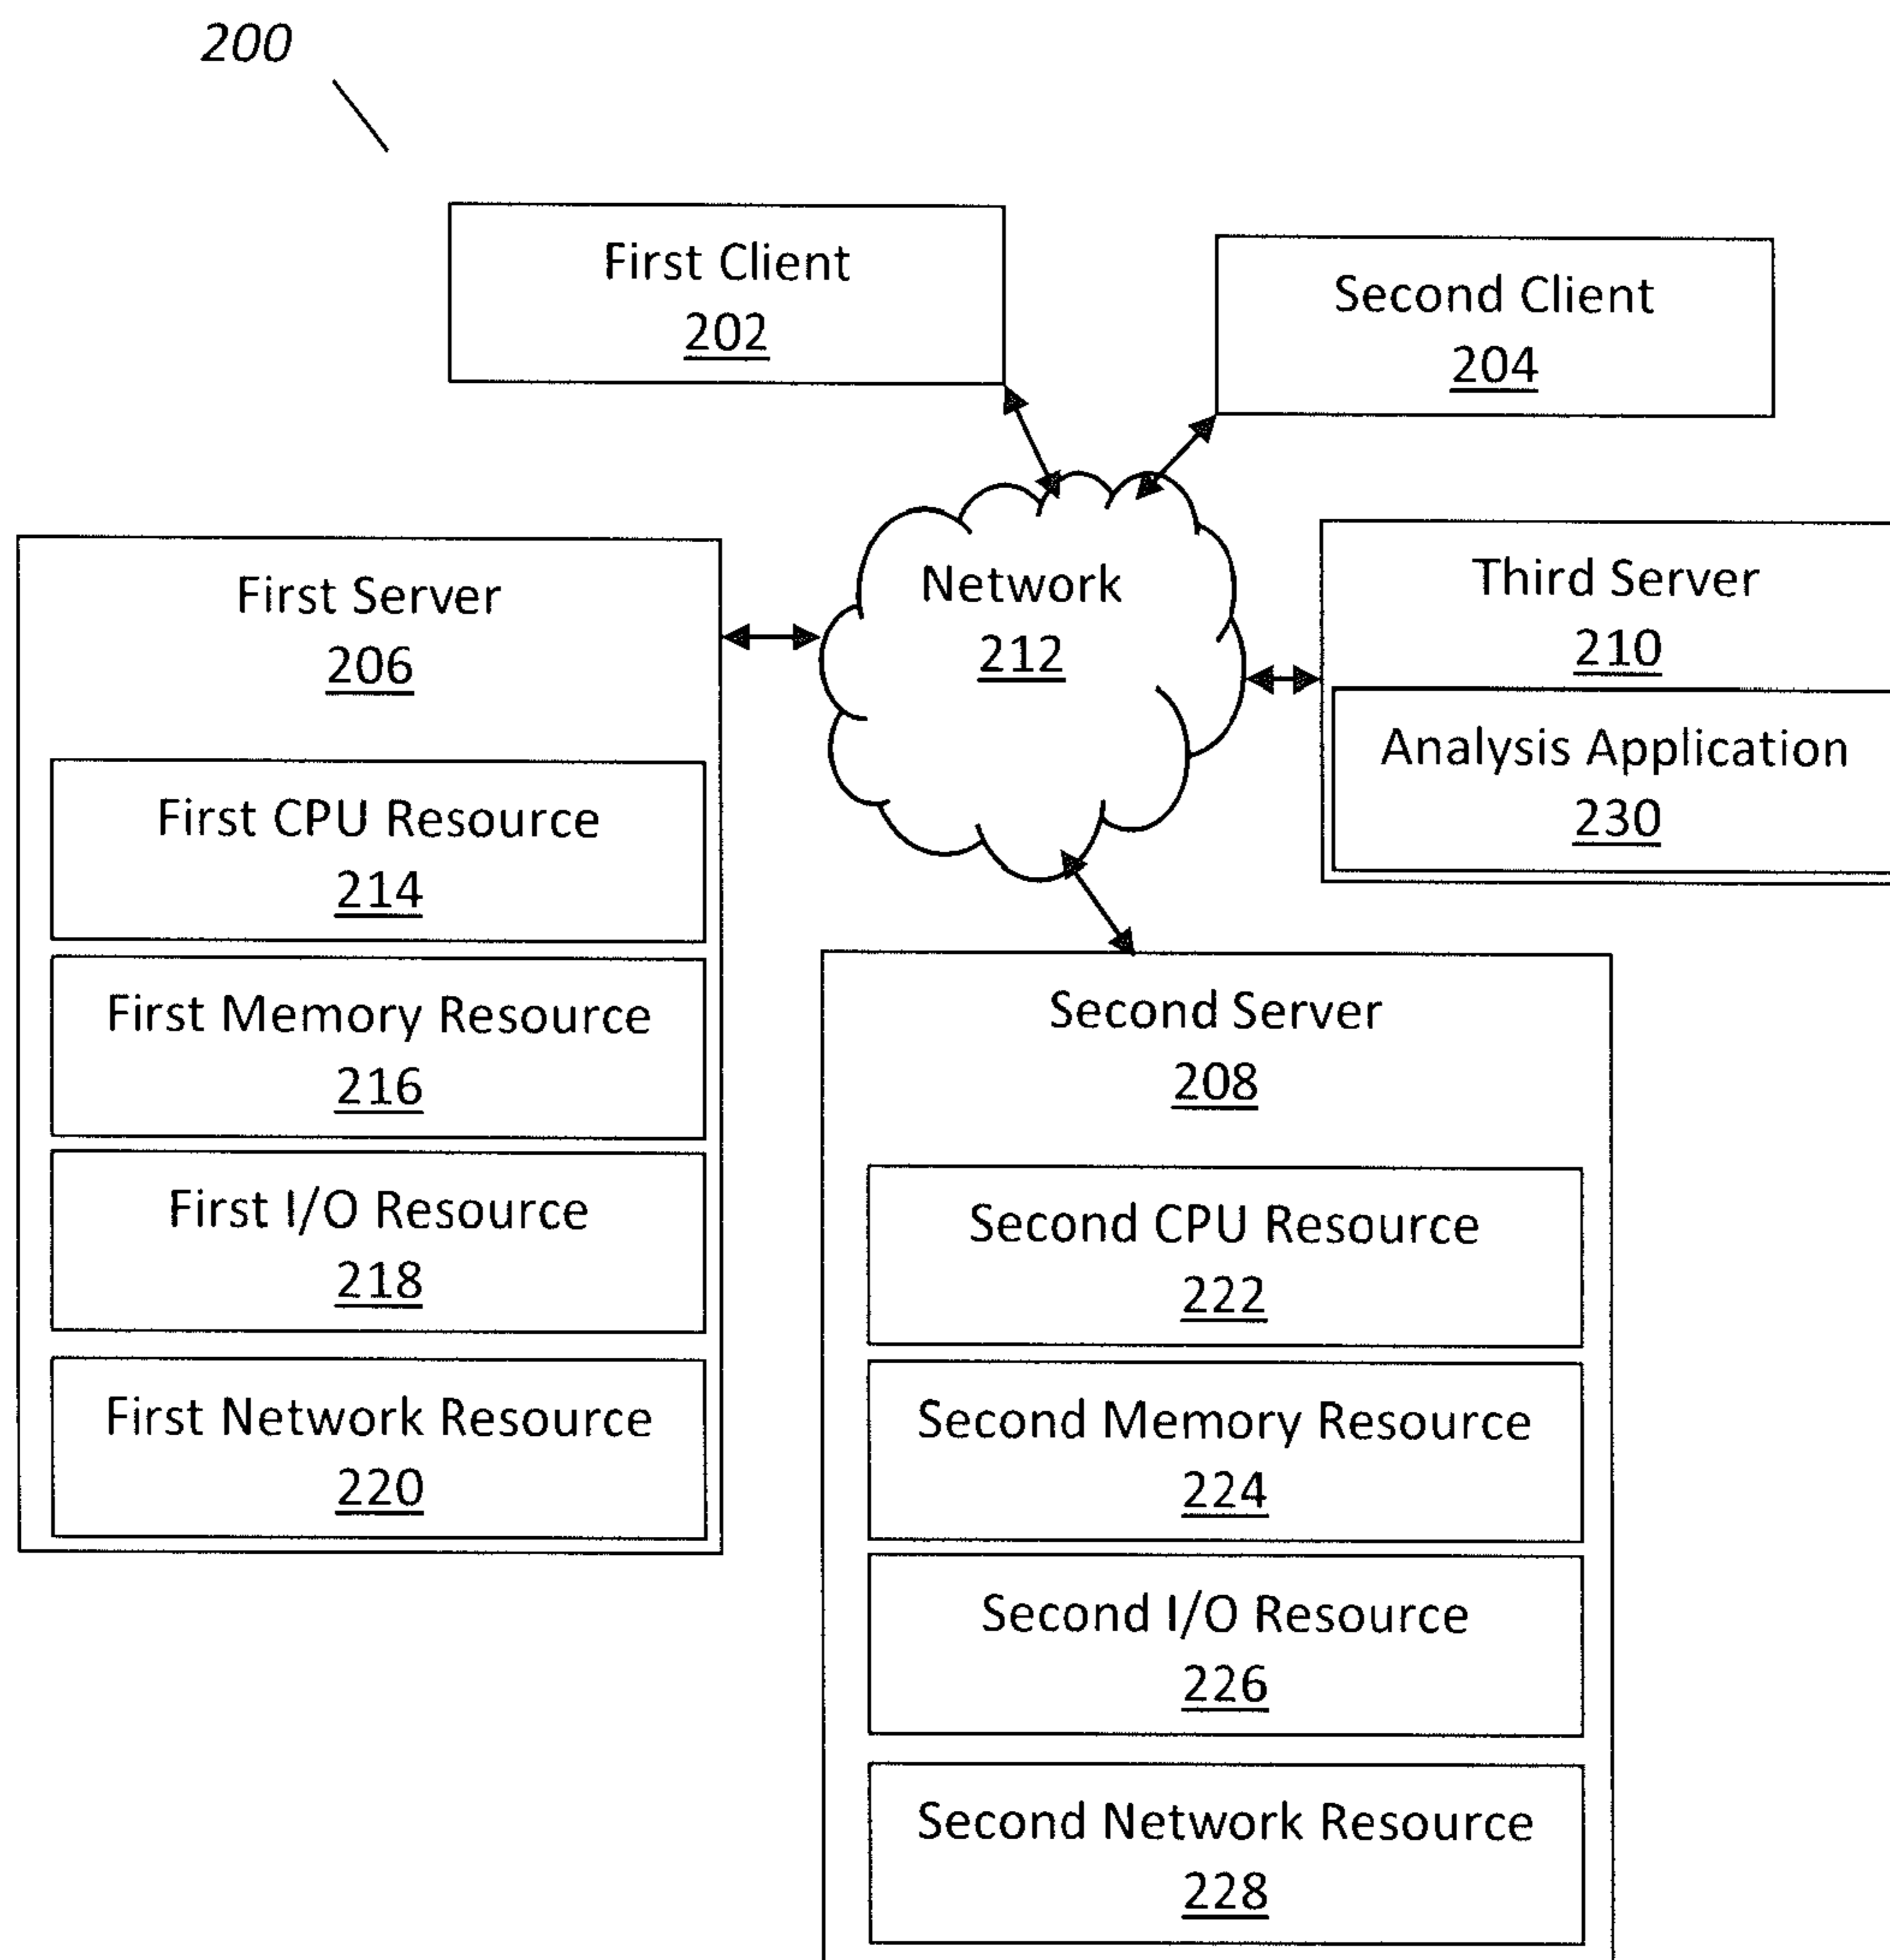 200
First Client
202
Second Client
204
Network
212
First Server
206
First CPU Resource
214
First Memory Resource
216
First I/O Resource
218
First Network Resource
220
Third Server
210
Analysis Application
230
Second Server
208
Second CPU Resource
222
Second Memory Resource
224
Second I/O Resource
226
Second Network Resource
228